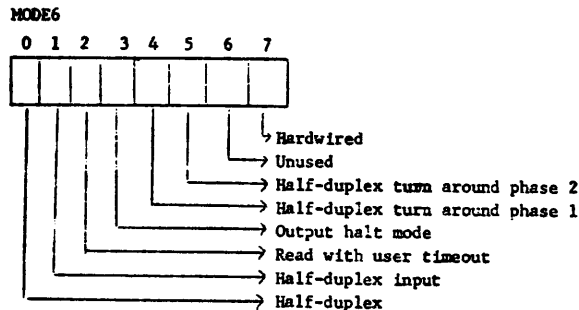 MODE6
0 1 2 3 4 5 6 7
Hardwired
Unused
Half-duplex turn around phase 2
Half-duplex turn around phase 1
Output halt mode
Read with user timeout
Half-duplex input
Half-duplex